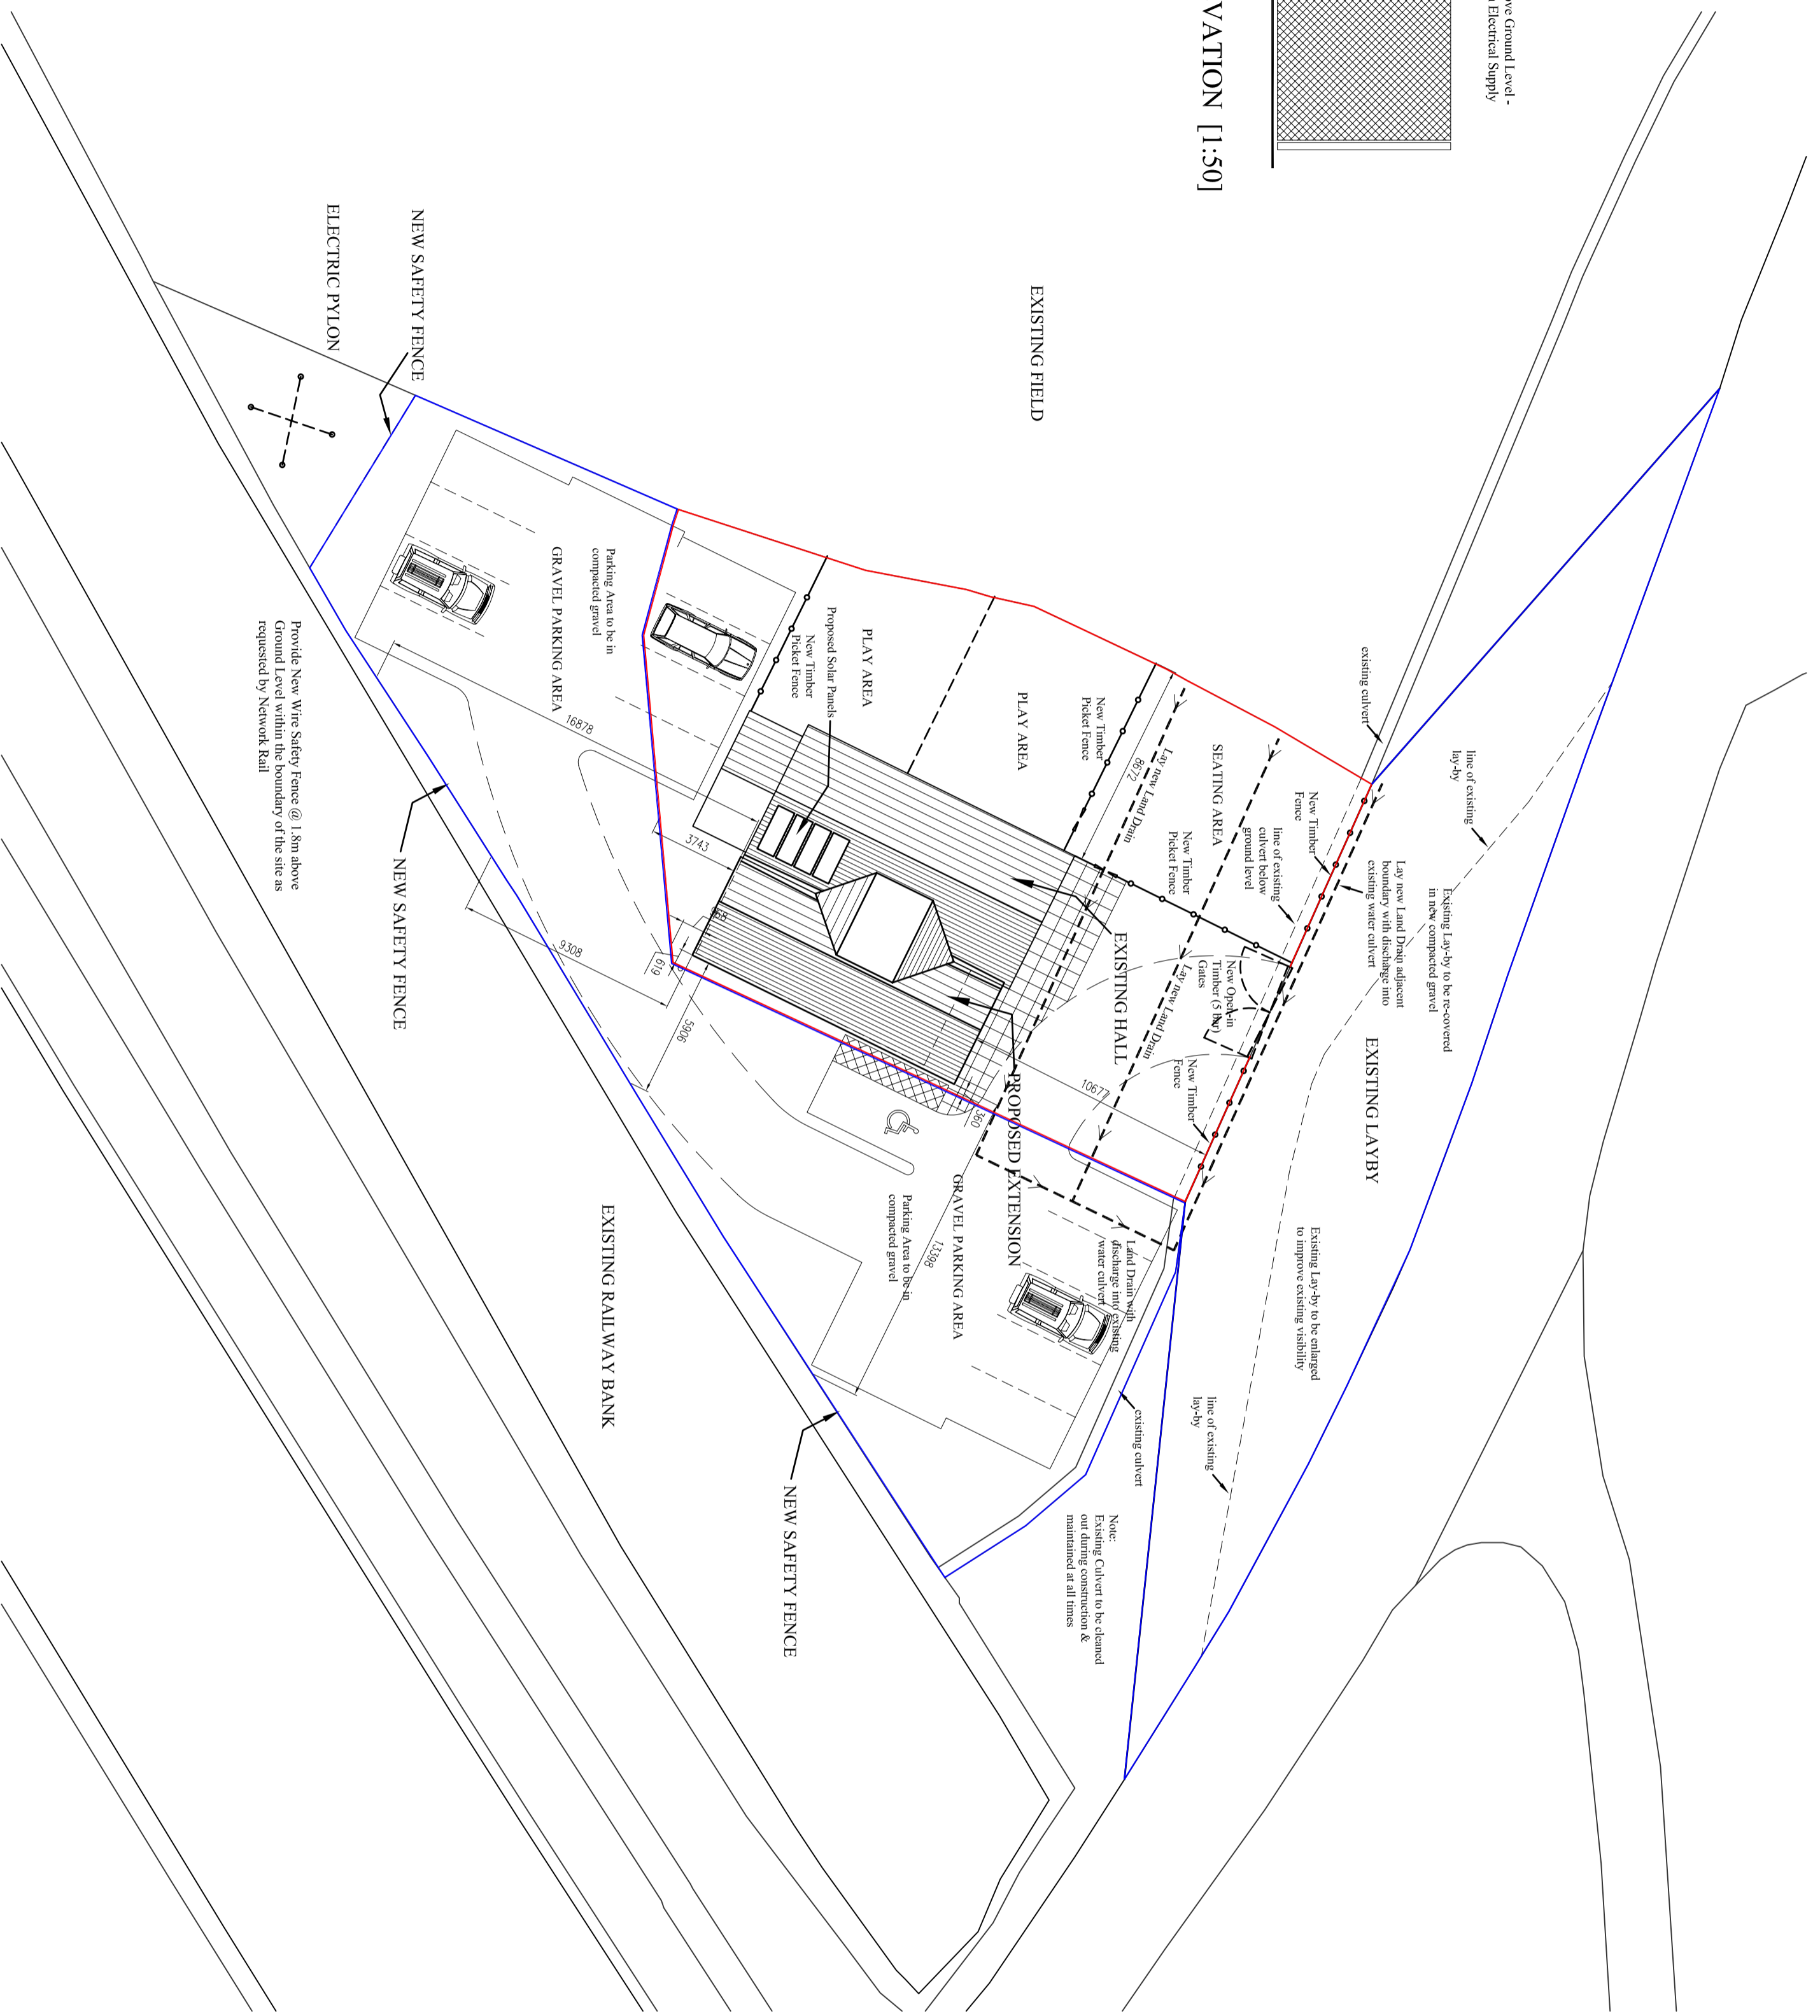 ve Ground Level -
Electrical Supply
VATION [1:50]
existing culvert
line of existing
lay-by
Existing Lay-by to be re-covered
in new compacted gravel
Lay new Land Drain adjacent
boundary with discharge into
existing water culvert
EXISTING LAYBY
Existing Lay-by to be enlarged
to improve existing visibility
line of existing
lay-by
New Timber
Fence
line of existing
culvert below
ground level
SEATING AREA
New Timber
Picket Fence
Lay new Land Drain
8672
New Timber
Picket Fence
PLAY AREA
EXISTING FIELD
New Open-in
Timber (5 bar)
Gates
Lay new Land Drain
New Timber
Fence
EXISTING HALL
10677
PROPOSED EXTENSION
360
PLAY AREA
Proposed Solar Panels
New Timber
Picket Fence
Land Drain with
discharge into existing
water culvert
existing culvert
Note:
Existing Culvert to be cleaned
out during construction &
maintained at all times
GRAVEL PARKING AREA
Parking Area to be in
compacted gravel
13398
Parking Area to be in
compacted gravel
GRAVEL PARKING AREA
16878
3743
968
619
5906
9308
NEW SAFETY FENCE
EXISTING RAILWAY BANK
NEW SAFETY FENCE
ELECTRIC PYLON
NEW SAFETY FENCE
Provide New Wire Safety Fence @ 1.8m above
Ground Level within the boundary of the site as
requested by Network Rail